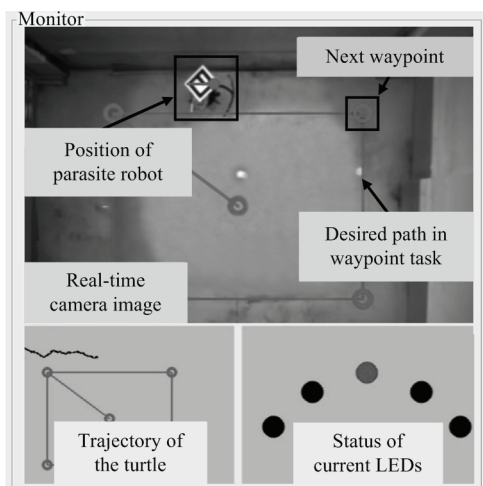 Monitor
Next waypoint
Position of
parasite robot
Desired path in
waypoint task
Real-time
camera image
Trajectory of
the turtle
Status of
current LEDs